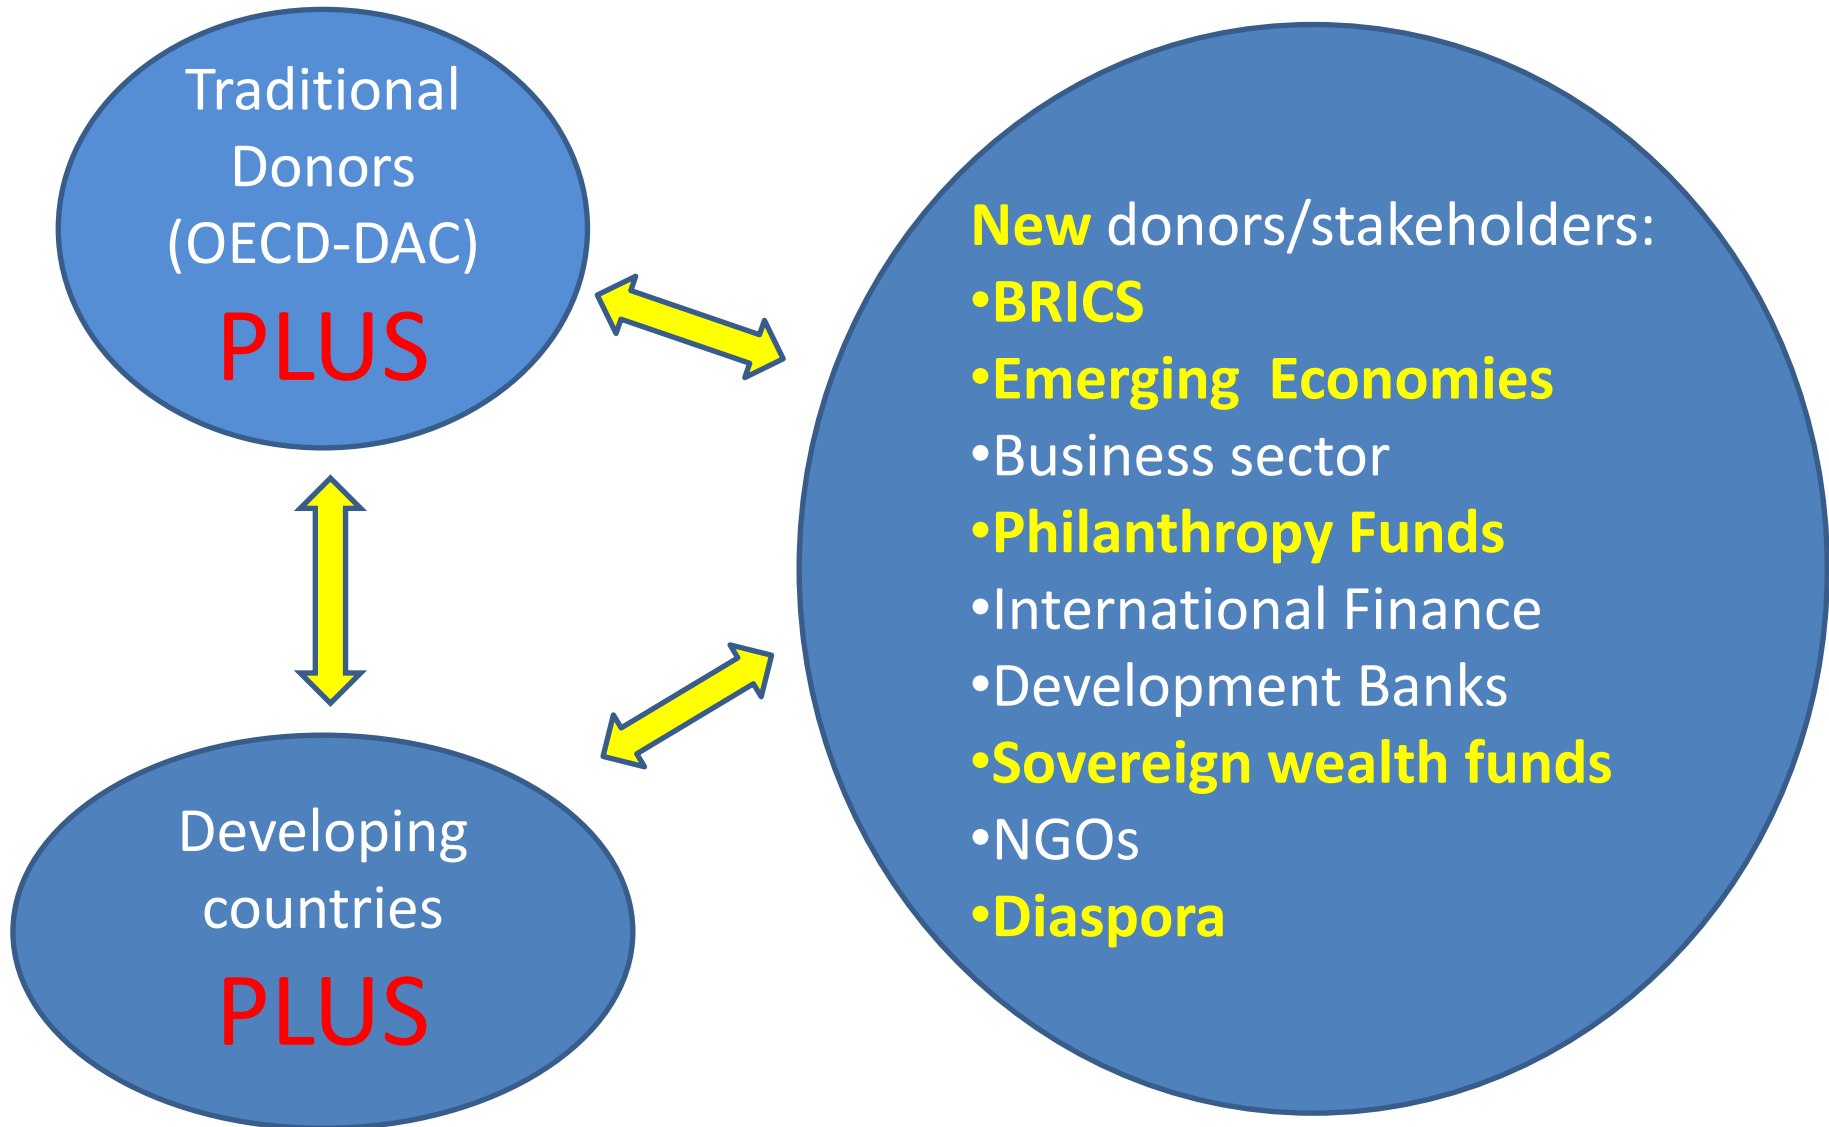 Traditional
Donors
(OECD-DAC)
PLUS
Developing
countries
PLUS
New donors/stakeholders:
•BRICS
•Emerging  Economies
•Business sector
•Philanthropy Funds
•International Finance
•Development Banks
•Sovereign wealth funds
•NGOs
•Diaspora